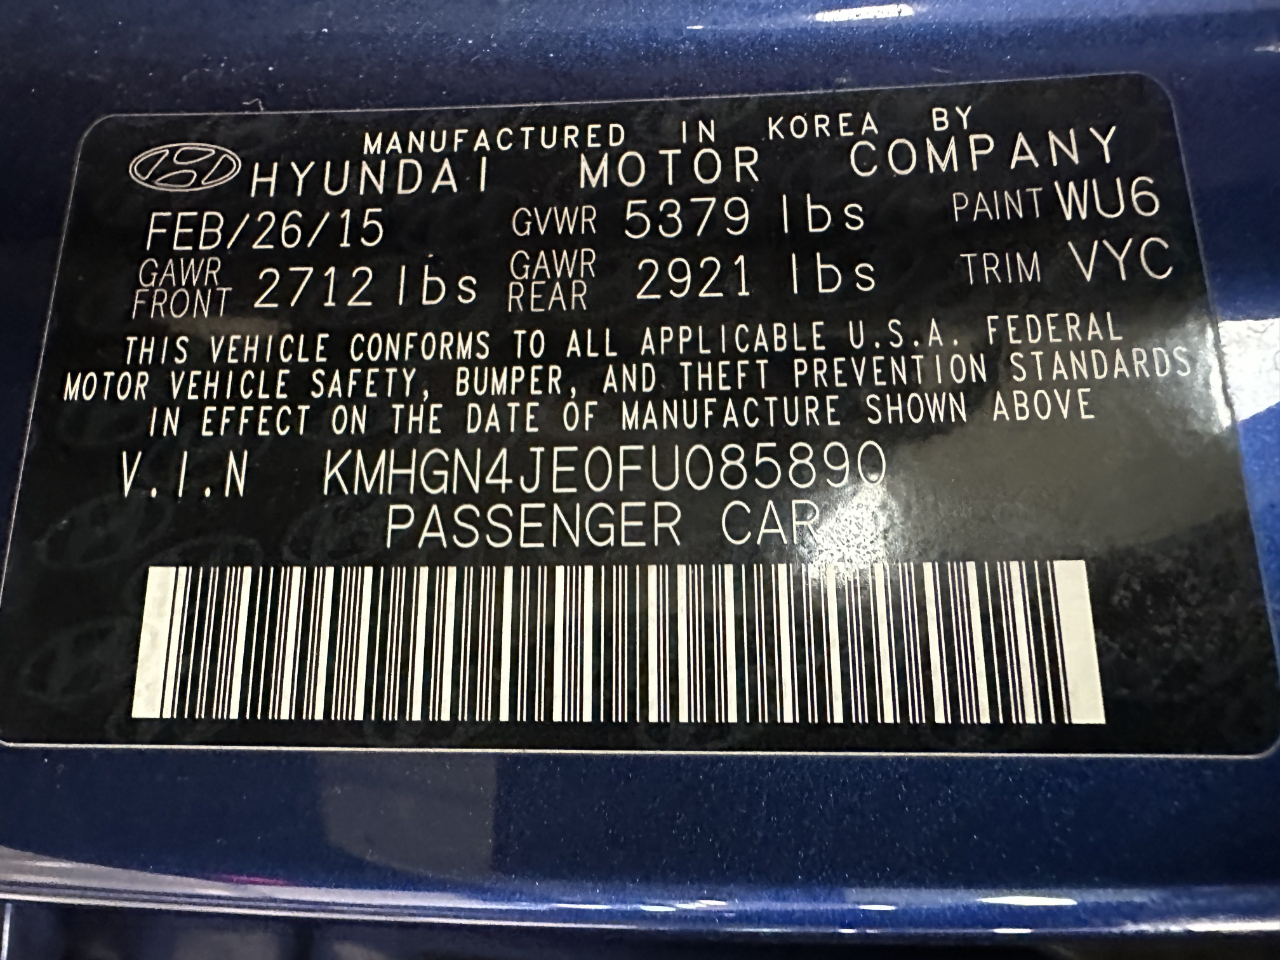 MANUFACTURED IN KOREA BY
HYUNDAI MOTOR COMPANY
FEB/26/15 GVWR 5379 lbs PAINT WU6
GAWR FRONT 2712 lbs GAWR REAR 2921 lbs TRIM VYC
THIS VEHICLE CONFORMS TO ALL APPLICABLE U.S.A. FEDERAL
MOTOR VEHICLE SAFETY, BUMPER, AND THEFT PREVENTION STANDARDS
IN EFFECT ON THE DATE OF MANUFACTURE SHOWN ABOVE
V.I.N KMHGN4JE0FU085890
PASSENGER CAR